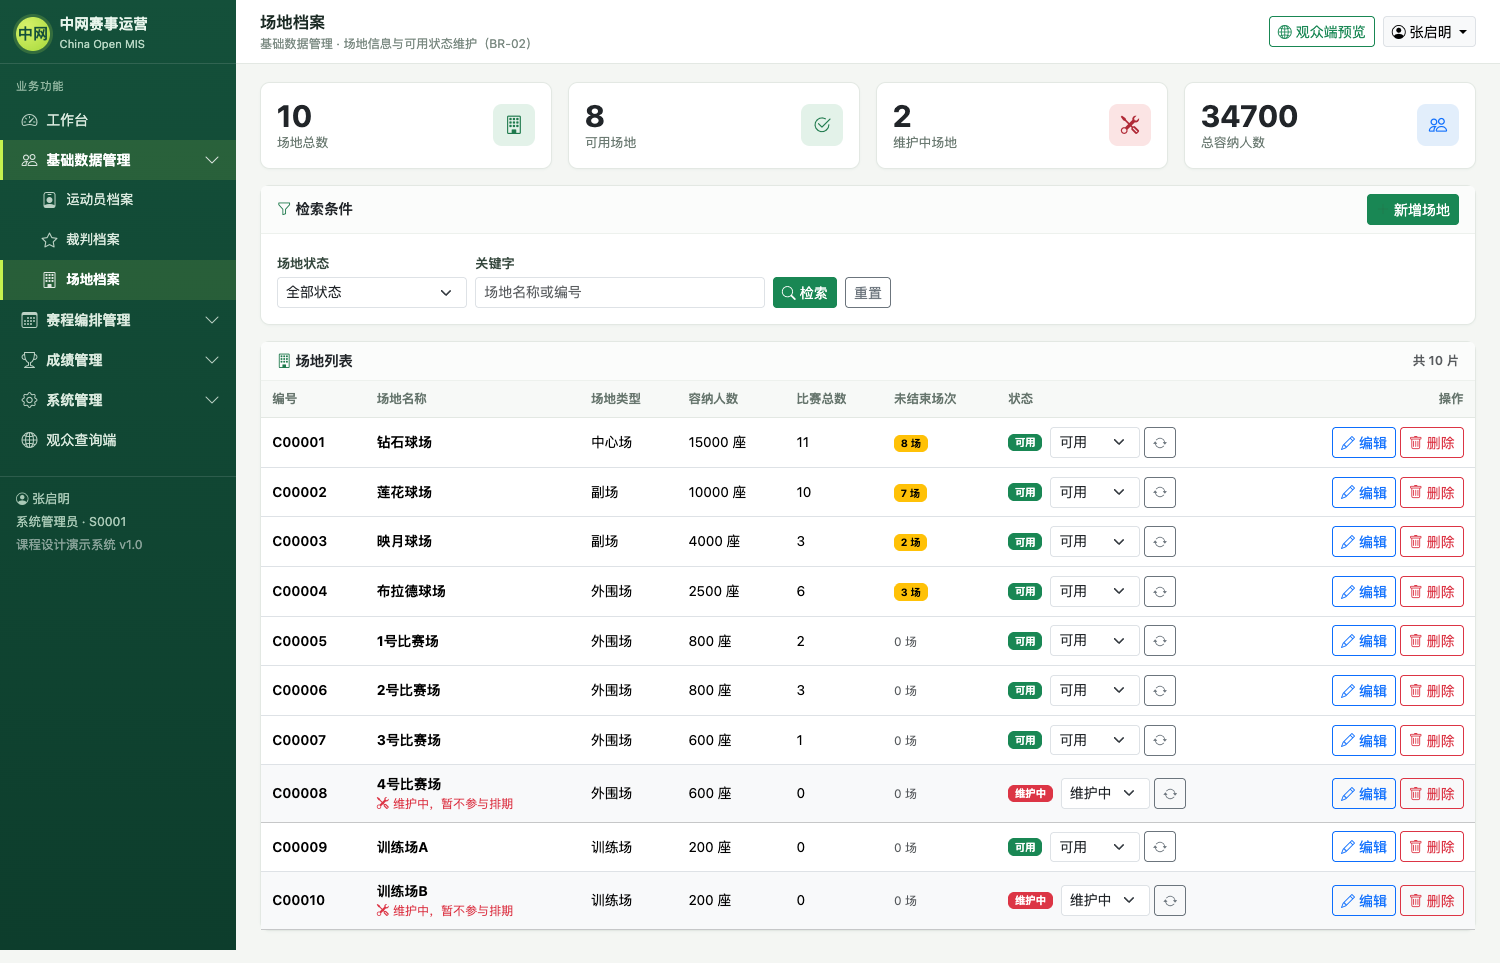 中网
中网赛事运营
China Open MIS
业务功能
工作台
基础数据管理
运动员档案
裁判档案
场地档案
赛程编排管理
成绩管理
系统管理
观众查询端
张启明
系统管理员 · S0001
课程设计演示系统 v1.0
场地档案
基础数据管理 · 场地信息与可用状态维护（BR-02）
观众端预览
张启明
10
场地总数
8
可用场地
2
维护中场地
34700
总容纳人数
检索条件
新增场地
场地状态
关键字
全部状态
场地名称或编号
检索
重置
场地列表
共 10 片
编号 场地名称 场地类型 容纳人数 比赛总数 未结束场次 状态 操作
C00001 钻石球场 中心场 15000 座 11 8 场 可用 可用 编辑 删除
C00002 莲花球场 副场 10000 座 10 7 场 可用 可用 编辑 删除
C00003 映月球场 副场 4000 座 3 2 场 可用 可用 编辑 删除
C00004 布拉德球场 外围场 2500 座 6 3 场 可用 可用 编辑 删除
C00005 1号比赛场 外围场 800 座 2 0 场 可用 可用 编辑 删除
C00006 2号比赛场 外围场 800 座 3 0 场 可用 可用 编辑 删除
C00007 3号比赛场 外围场 600 座 1 0 场 可用 可用 编辑 删除
C00008 4号比赛场 外围场 600 座 0 0 场 维护中 维护中 编辑 删除
维护中，暂不参与排期
C00009 训练场A 训练场 200 座 0 0 场 可用 可用 编辑 删除
C00010 训练场B 训练场 200 座 0 0 场 维护中 维护中 编辑 删除
维护中，暂不参与排期